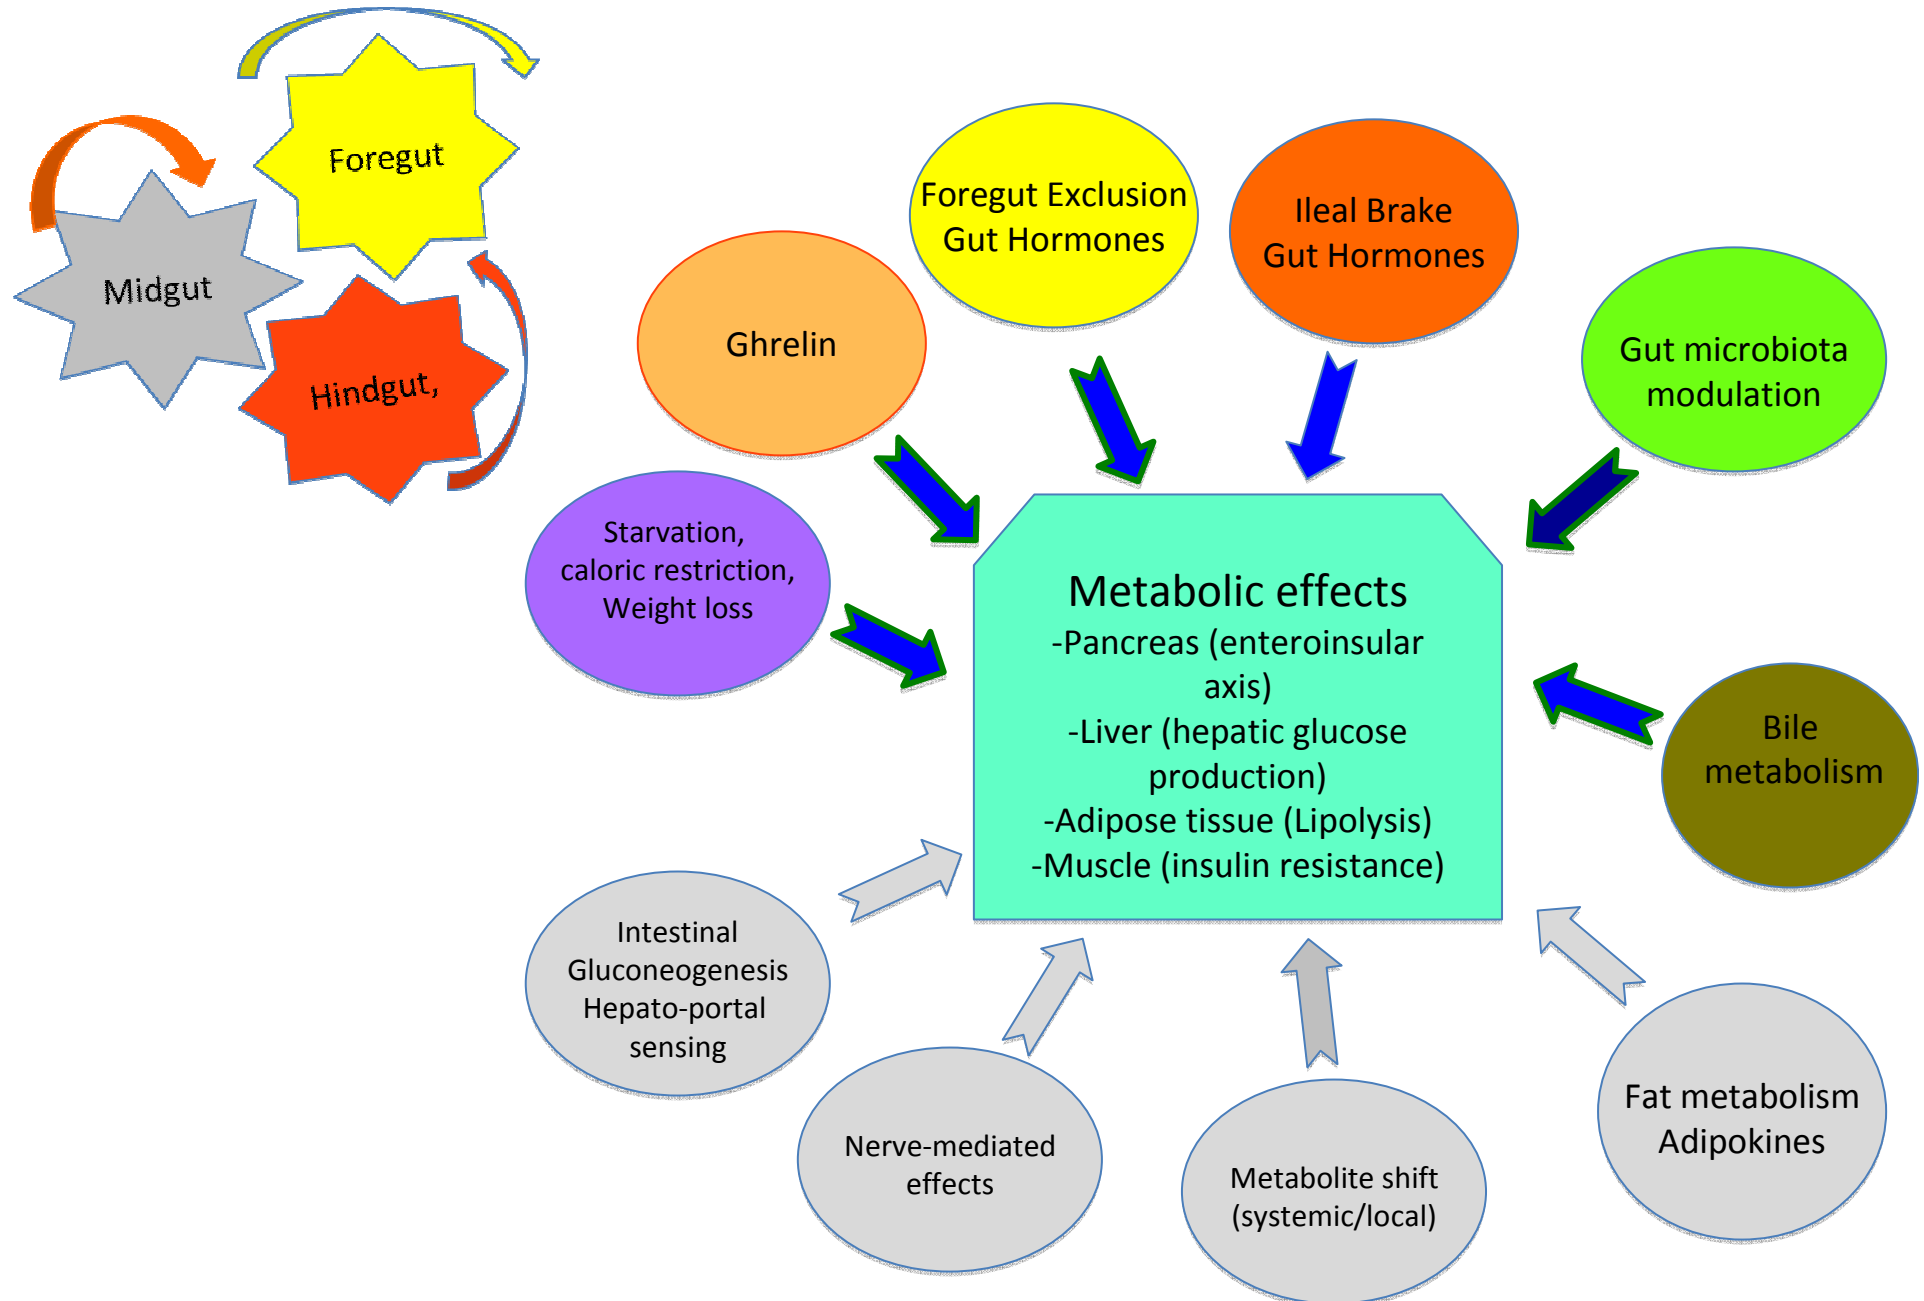 Foregut
Midgut
Hindgut,
Foregut Exclusion
Gut Hormones
Ileal Brake
Gut Hormones
Ghrelin
Gut microbiota
modulation
Starvation,
caloric restriction,
Weight loss
Metabolic effects
-Pancreas (enteroinsular
axis)
-Liver (hepatic glucose
production)
-Adipose tissue (Lipolysis)
-Muscle (insulin resistance)
Bile
metabolism
Intestinal
Gluconeogenesis
Hepato-portal
sensing
Nerve-mediated
effects
Metabolite shift
(systemic/local)
Fat metabolism
Adipokines